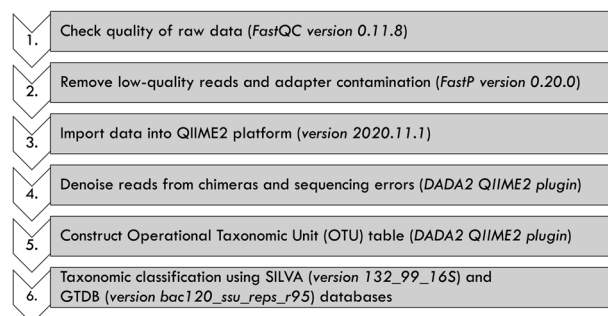 1. Check quality of raw data (FastQC version 0.11.8)
2. Remove low-quality reads and adapter contamination (FastP version 0.20.0)
3. Import data into QIIME2 platform (version 2020.11.1)
4. Denoise reads from chimeras and sequencing errors (DADA2 QIIME2 plugin)
5. Construct Operational Taxonomic Unit (OTU) table (DADA2 QIIME2 plugin)
6. Taxonomic classification using SILVA (version 132_99_16S) and
GTDB (version bac120_ssu_reps_r95) databases